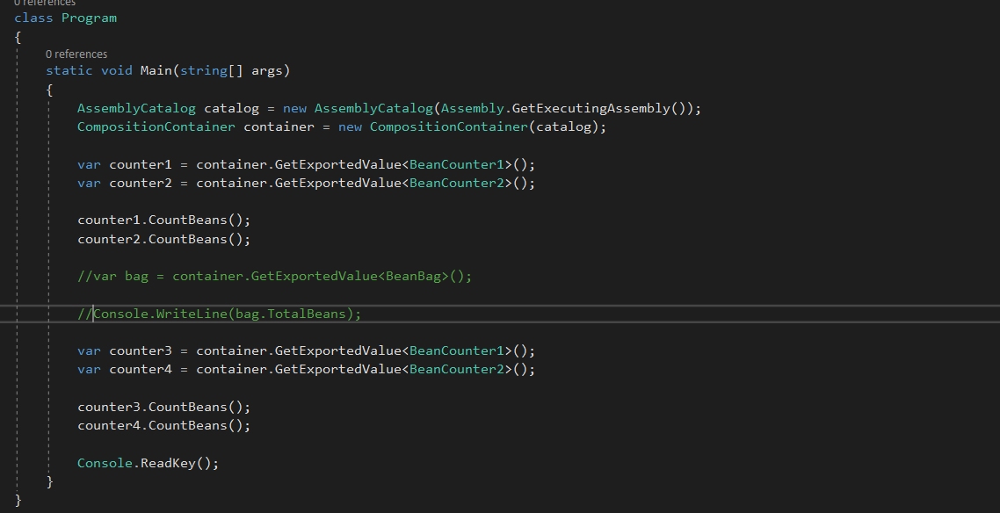 0 references
class Program
{
0 references
static void Main(string[] args)
{
AssemblyCatalog catalog = new AssemblyCatalog(Assembly.GetExecutingAssembly());
CompositionContainer container = new CompositionContainer(catalog);
var counter1 = container.GetExportedValue<BeanCounter1>();
var counter2 = container.GetExportedValue<BeanCounter2>();
counter1.CountBeans();
counter2.CountBeans();
//var bag = container.GetExportedValue<BeanBag>();
//Console.WriteLine(bag.TotalBeans);
var counter3 = container.GetExportedValue<BeanCounter1>();
var counter4 = container.GetExportedValue<BeanCounter2>();
counter3.CountBeans();
counter4.CountBeans();
Console.ReadKey();
}
}